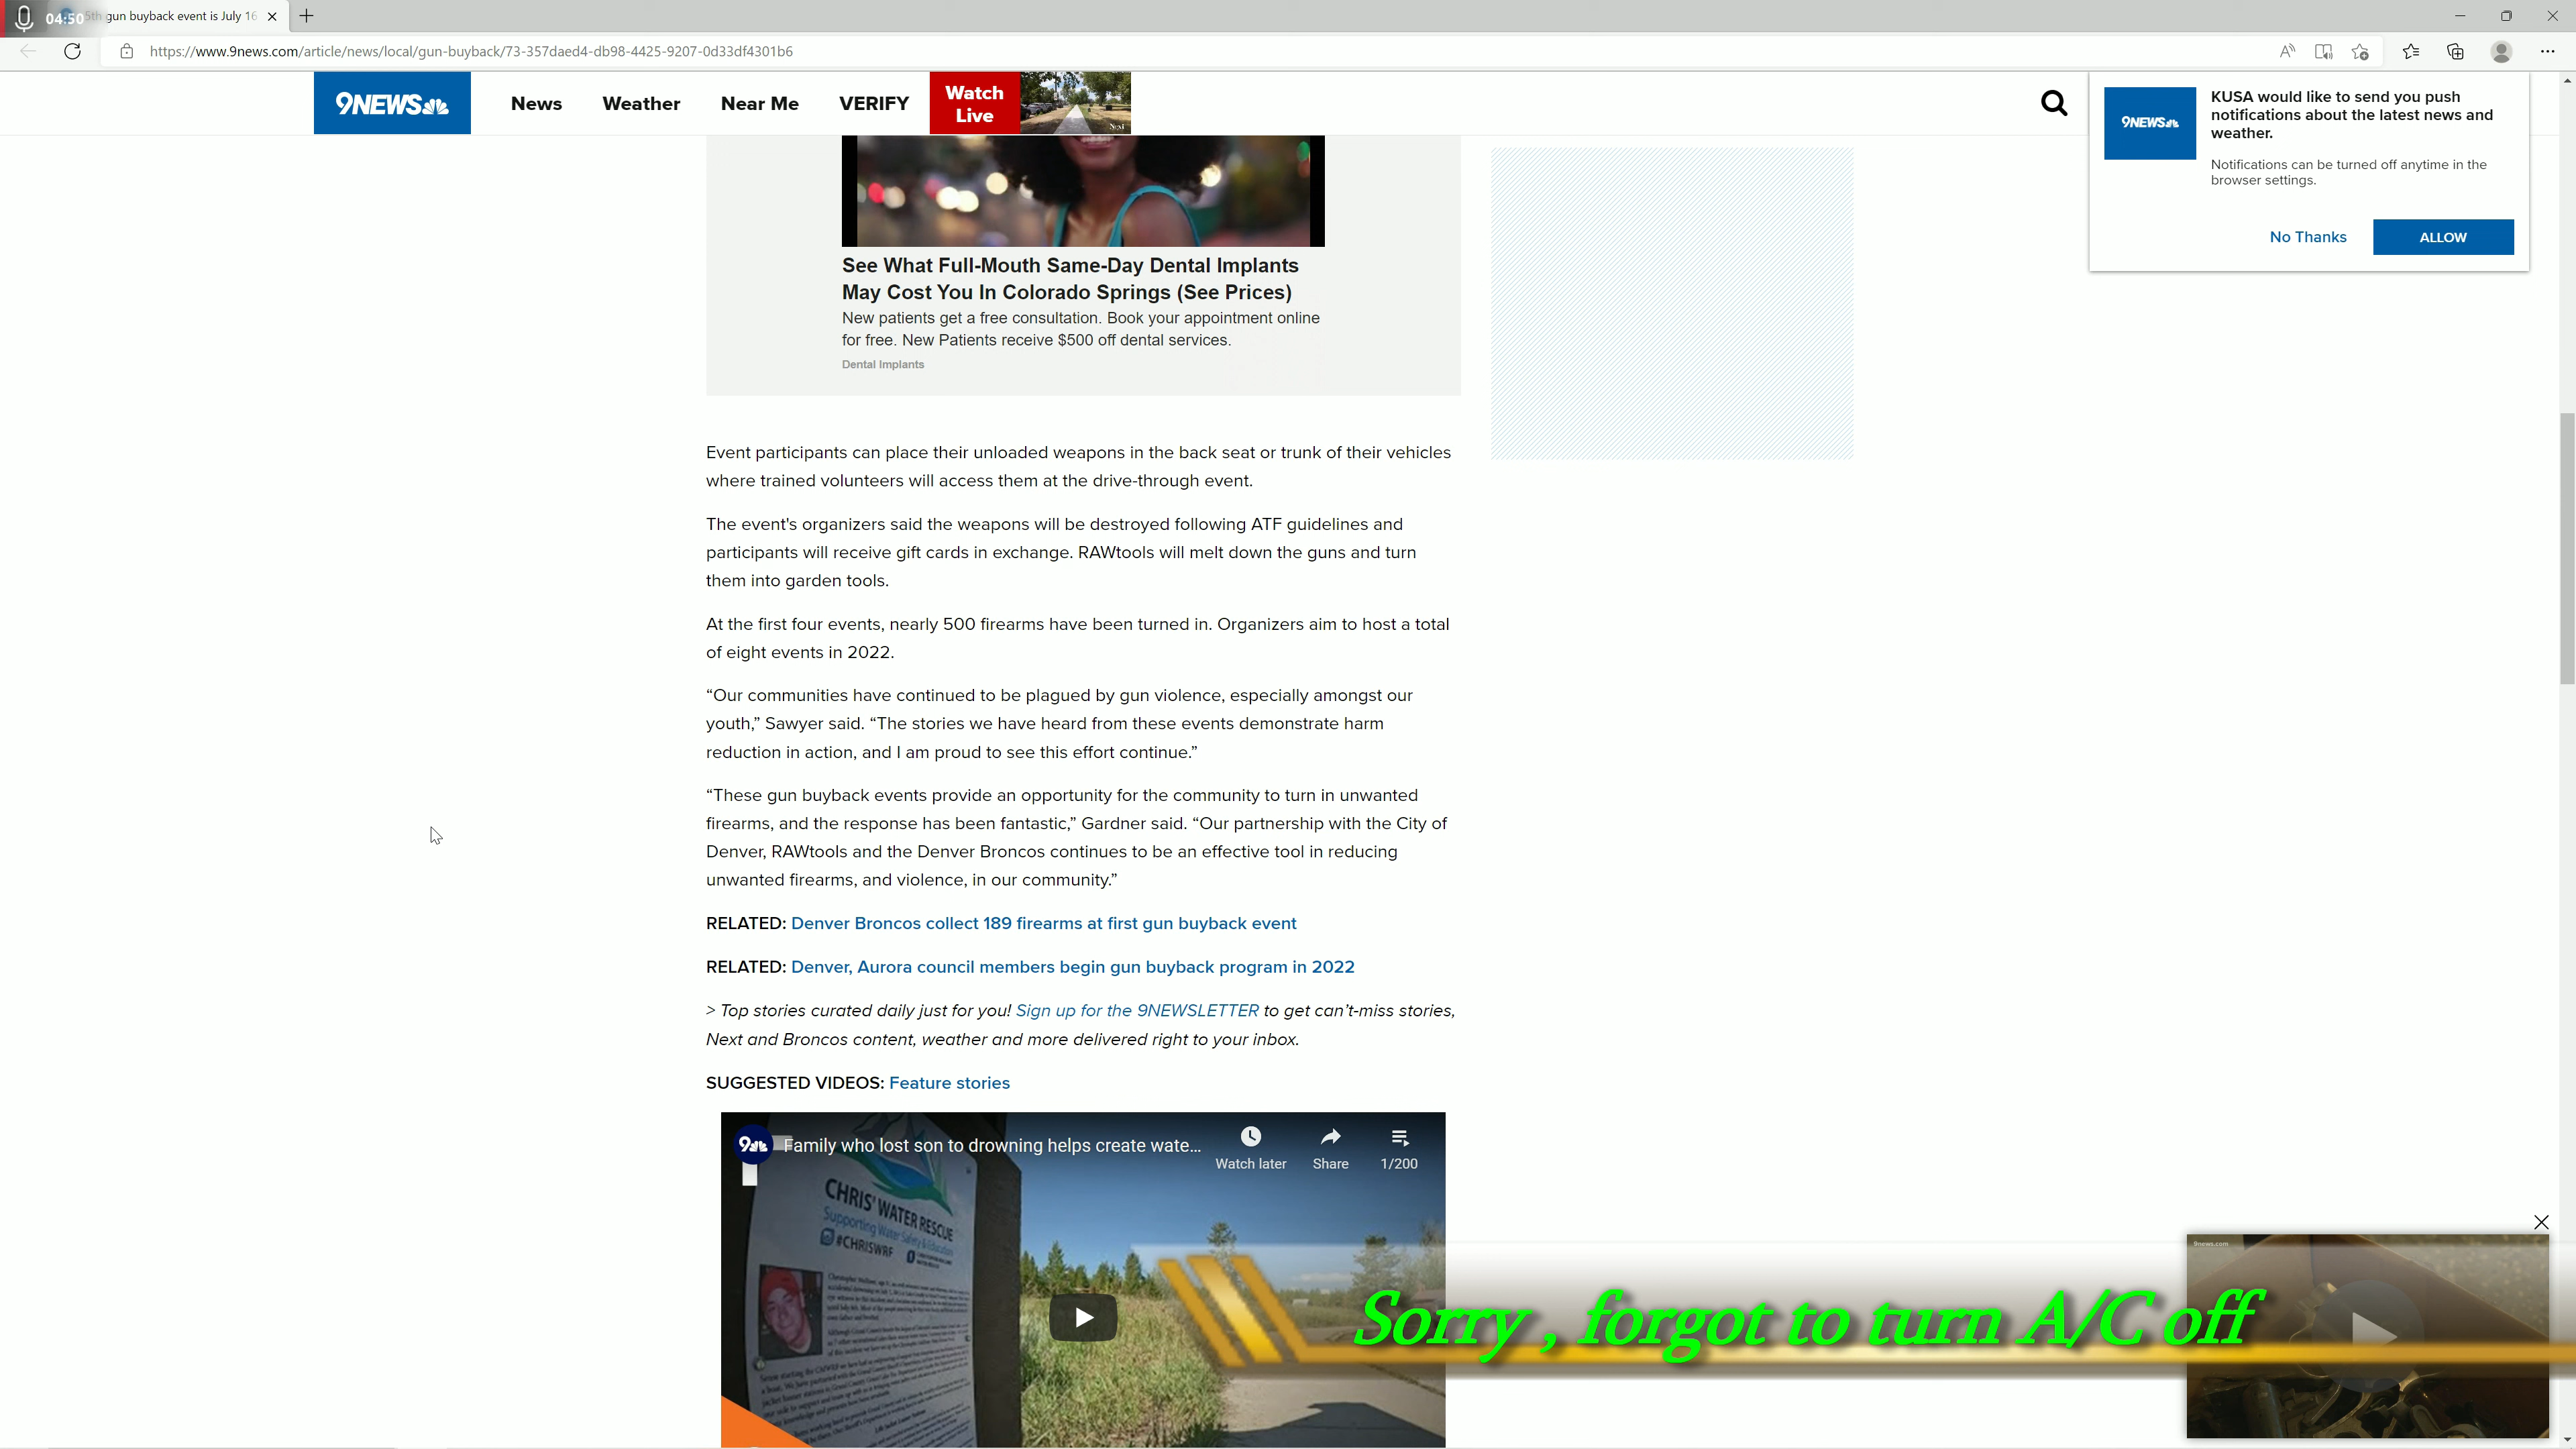 04:50
5th gun buyback event is July 16
https://www.9news.com/article/news/local/gun-buyback/73-357daed4-db98-4425-9207-0d33df4301b6
9NEWS
News
Weather
Near Me
VERIFY
Watch
Live
Next
9NEWS
KUSA would like to send you push
notifications about the latest news and
weather.
Notifications can be turned off anytime in the
browser settings.
No Thanks
ALLOW
See What Full-Mouth Same-Day Dental Implants
May Cost You In Colorado Springs (See Prices)
New patients get a free consultation. Book your appointment online
for free. New Patients receive $500 off dental services.
Dental Implants
Event participants can place their unloaded weapons in the back seat or trunk of their vehicles
where trained volunteers will access them at the drive-through event.
The event's organizers said the weapons will be destroyed following ATF guidelines and
participants will receive gift cards in exchange. RAWtools will melt down the guns and turn
them into garden tools.
At the first four events, nearly 500 firearms have been turned in. Organizers aim to host a total
of eight events in 2022.
“Our communities have continued to be plagued by gun violence, especially amongst our
youth,” Sawyer said. “The stories we have heard from these events demonstrate harm
reduction in action, and I am proud to see this effort continue.”
“These gun buyback events provide an opportunity for the community to turn in unwanted
firearms, and the response has been fantastic,” Gardner said. “Our partnership with the City of
Denver, RAWtools and the Denver Broncos continues to be an effective tool in reducing
unwanted firearms, and violence, in our community.”
RELATED: Denver Broncos collect 189 firearms at first gun buyback event
RELATED: Denver, Aurora council members begin gun buyback program in 2022
> Top stories curated daily just for you! Sign up for the 9NEWSLETTER to get can’t-miss stories,
Next and Broncos content, weather and more delivered right to your inbox.
SUGGESTED VIDEOS: Feature stories
9
Family who lost son to drowning helps create wate...
Watch later
Share
1/200
CHRIS' WATER RESCUE
Supporting Water Safety & Education
#CHRISWRF
9news.com
Sorry , forgot to turn A/C off